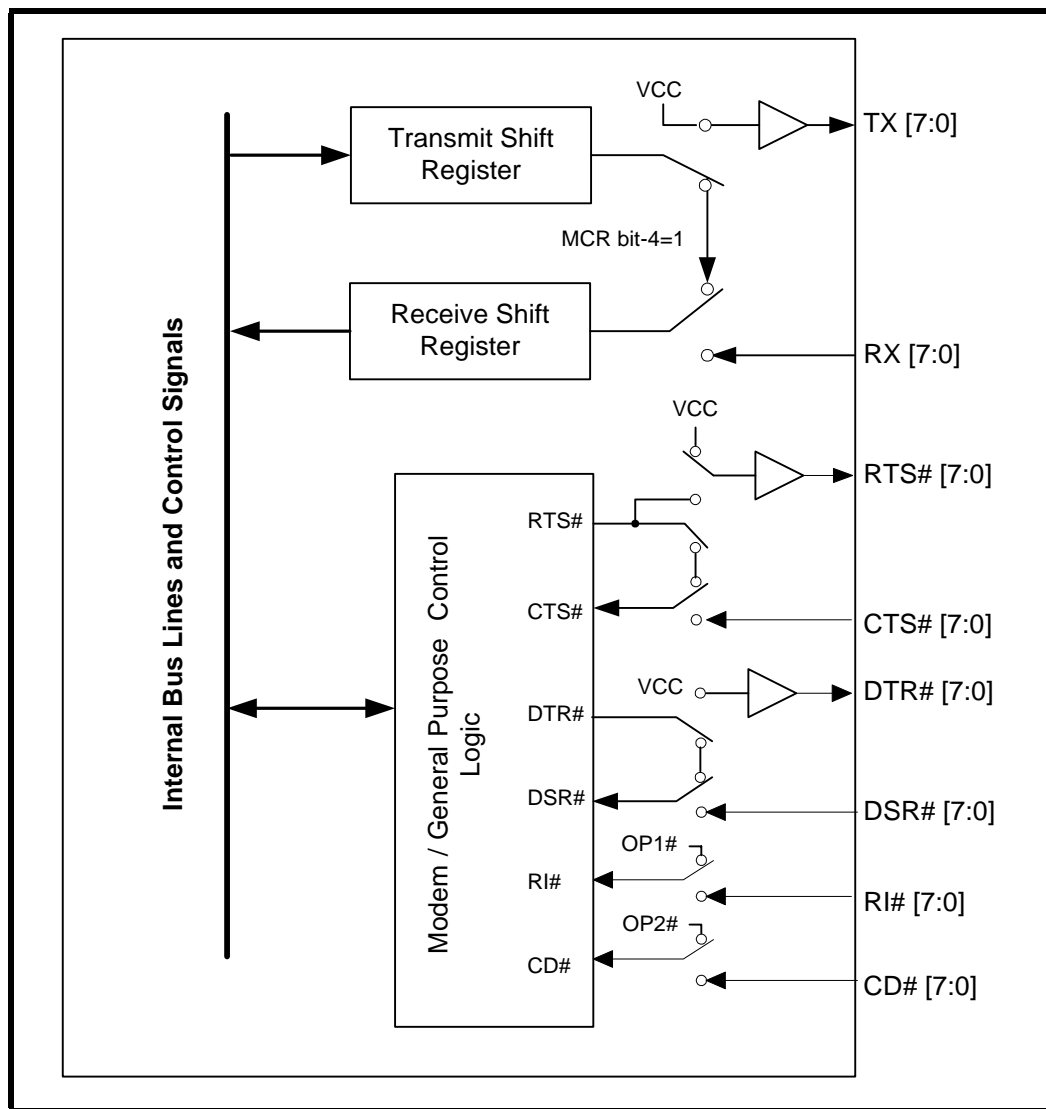 VCC
TX [7:0]
Transmit Shift
Register
MCR bit-4=1
Receive Shift
Register
RX [7:0]
Internal Bus Lines and Control Signals
VCC
RTS# [7:0]
RTS#
CTS#
CTS# [7:0]
Modem / General Purpose Control
Logic
VCC
DTR# [7:0]
DTR#
DSR#
DSR# [7:0]
OP1#
RI#
RI# [7:0]
OP2#
CD#
CD# [7:0]